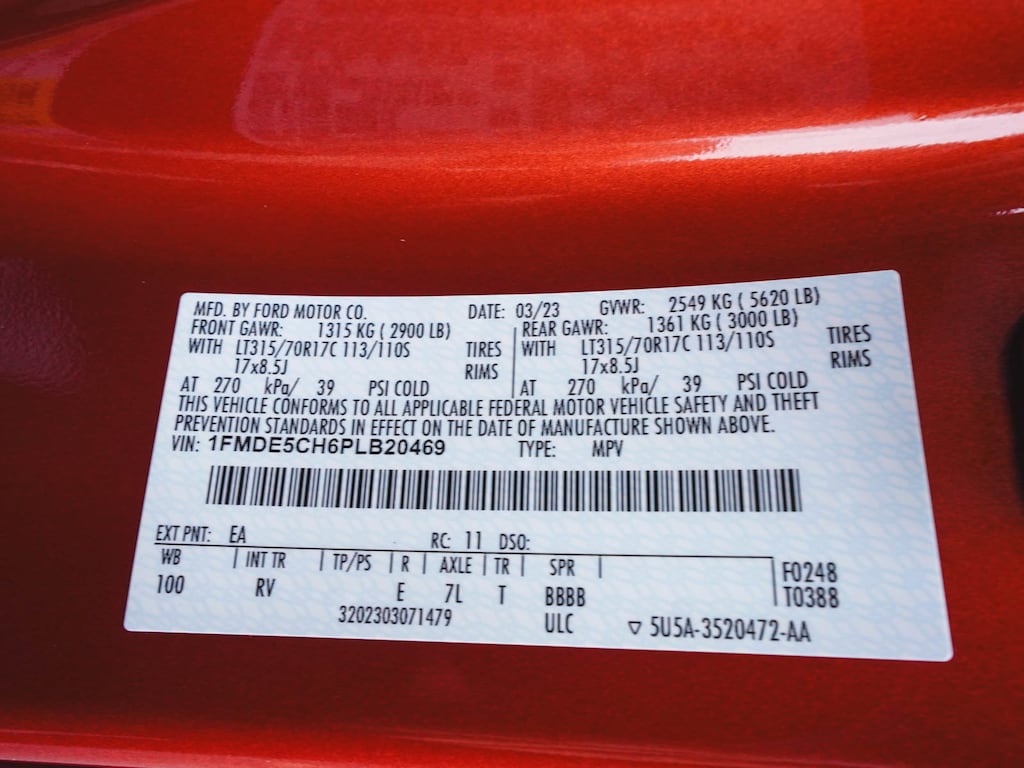 MFD. BY FORD MOTOR CO. DATE: 03/23 GVWR: 2549 KG ( 5620 LB)
FRONT GAWR: 1315 KG ( 2900 LB) REAR GAWR: 1361 KG ( 3000 LB)
WITH LT315/70R17C 113/110S TIRES WITH LT315/70R17C 113/110S TIRES
17x8.5J RIMS 17x8.5J RIMS
AT 270 kPa/ 39 PSI COLD AT 270 kPa/ 39 PSI COLD
THIS VEHICLE CONFORMS TO ALL APPLICABLE FEDERAL MOTOR VEHICLE SAFETY AND THEFT
PREVENTION STANDARDS IN EFFECT ON THE DATE OF MANUFACTURE SHOWN ABOVE.
VIN: 1FMDE5CH6PLB20469 TYPE: MPV
EXT PNT: EA RC: 11 DSO:
WB INT TR TP/PS R AXLE TR SPR F0248
100 RV E 7L T BBBB T0388
3202303071479 ULC ▽ 5U5A-3520472-AA